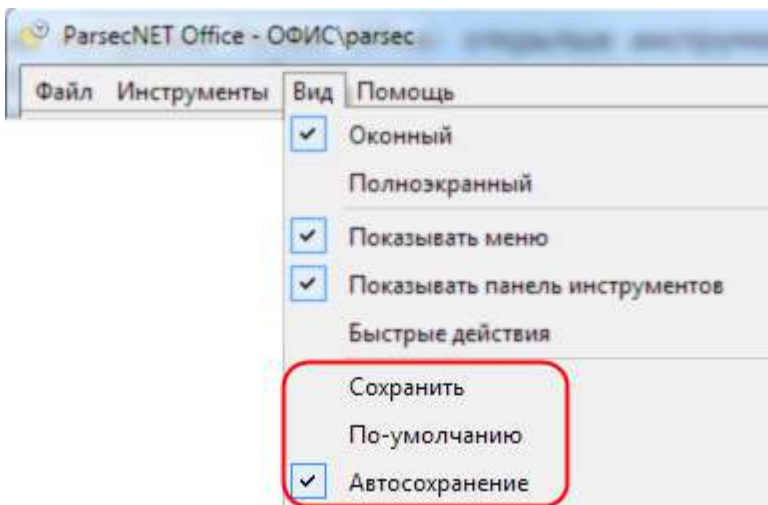 ParsecNET Office - ОФИС\parsec
Файл Инструменты Вид Помощь
Оконный
Полноэкранный
Показывать меню
Показывать панель инструментов
Быстрые действия
Сохранить
По-умолчанию
Автосохранение